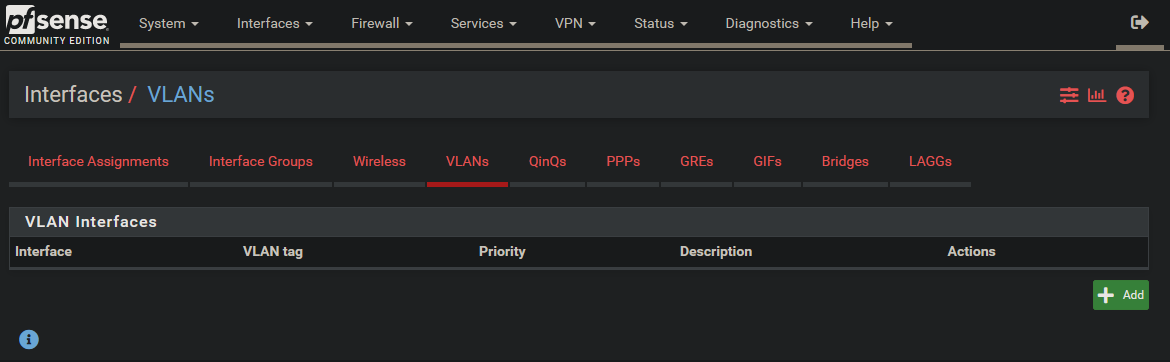 pfsense
COMMUNITY EDITION
System Interfaces Firewall Services VPN Status Diagnostics Help
Interfaces / VLANs
Interface Assignments Interface Groups Wireless VLANs QinQs PPPs GREs GIFs Bridges LAGGs
VLAN Interfaces
Interface VLAN tag Priority Description Actions
Add